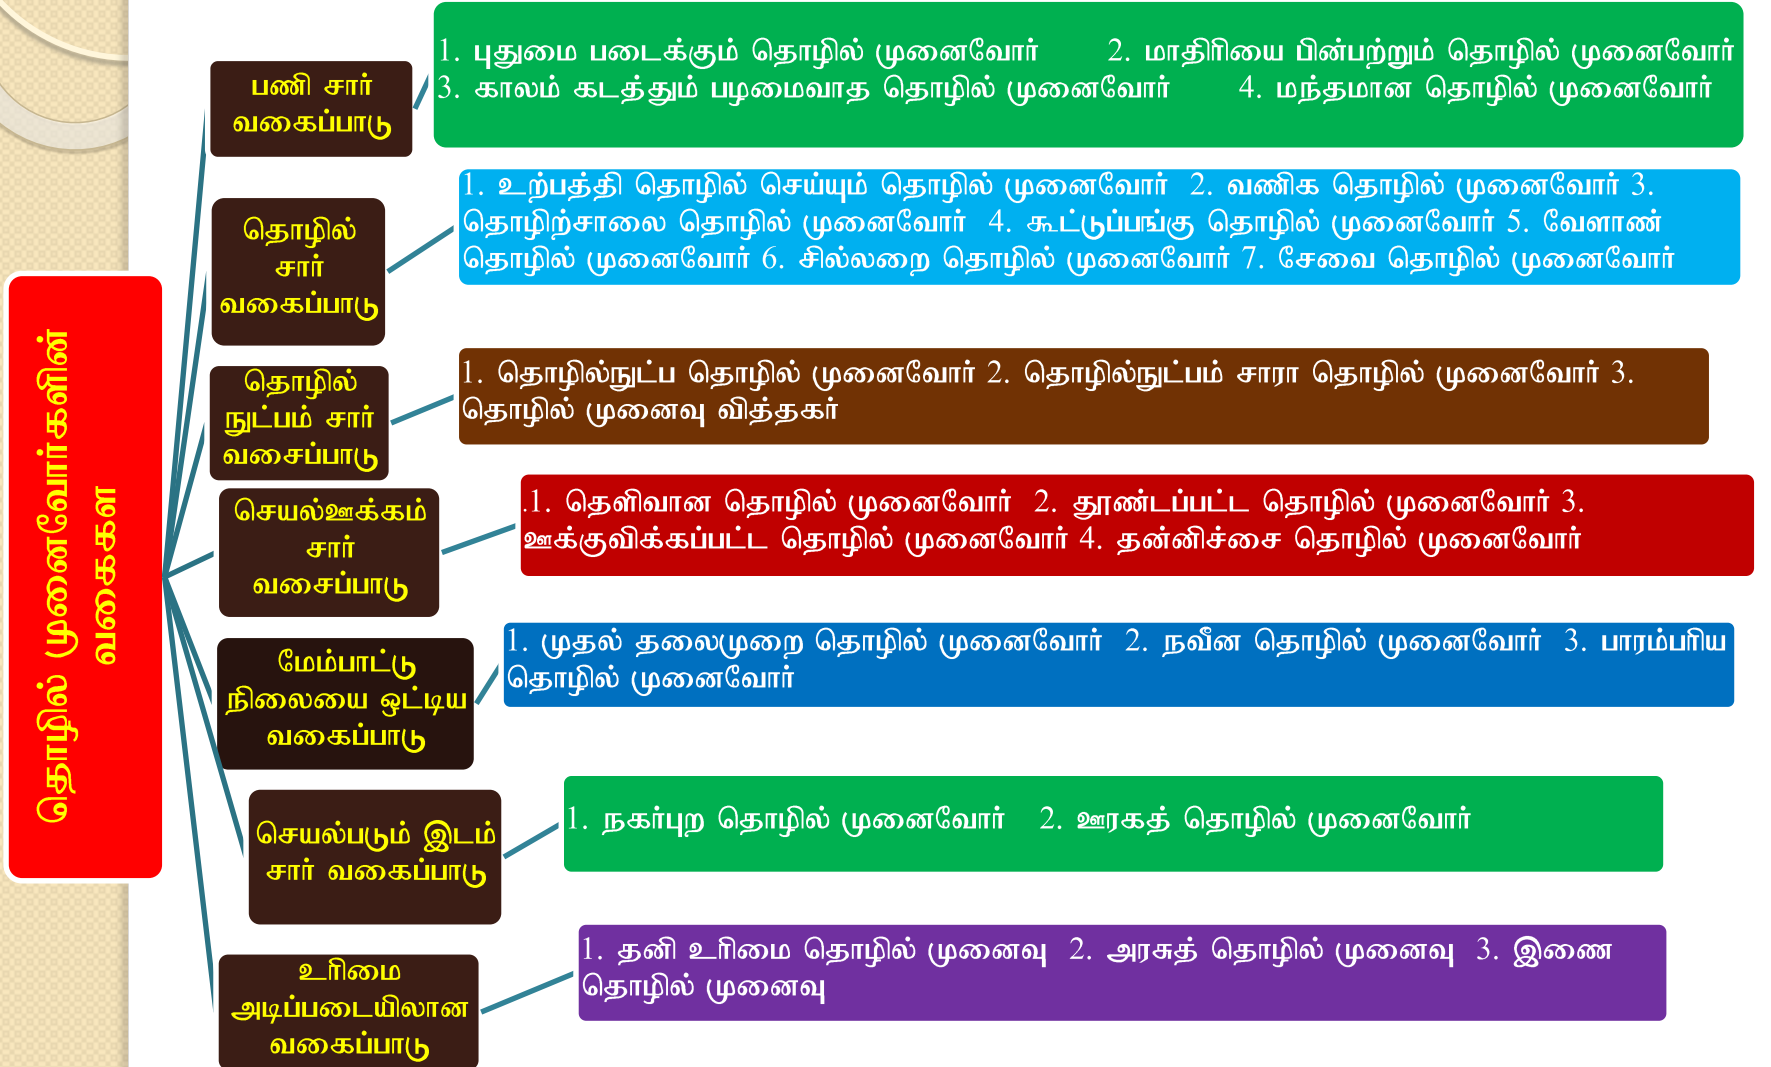 தொழில் முனைவோர்களின்
வகைகள
பணி சார்
வகைப்பாடு
1. புதுமை படைக்கும் தொழில் முனைவோர் 2. மாதிரியை பின்பற்றும் தொழில் முனைவோர்
3. காலம் கடத்தும் பழமைவாத தொழில் முனைவோர் 4. மந்தமான தொழில் முனைவோர்
தொழில்
சார்
வகைப்பாடு
1. உற்பத்தி தொழில் செய்யும் தொழில் முனைவோர் 2. வணிக தொழில் முனைவோர் 3.
தொழிற்சாலை தொழில் முனைவோர் 4. கூட்டுப்பங்கு தொழில் முனைவோர் 5. வேளாண்
தொழில் முனைவோர் 6. சில்லறை தொழில் முனைவோர் 7. சேவை தொழில் முனைவோர்
தொழில்
நுட்பம் சார்
வசைப்பாடு
1. தொழில்நுட்ப தொழில் முனைவோர் 2. தொழில்நுட்பம் சாரா தொழில் முனைவோர் 3.
தொழில் முனைவு வித்தகர்
செயல்ஊக்கம்
சார்
வசைப்பாடு
.1. தெளிவான தொழில் முனைவோர் 2. தூண்டப்பட்ட தொழில் முனைவோர் 3.
ஊக்குவிக்கப்பட்ட தொழில் முனைவோர் 4. தன்னிச்சை தொழில் முனைவோர்
மேம்பாட்டு
நிலையை ஒட்டிய
வகைப்பாடு
1. முதல் தலைமுறை தொழில் முனைவோர் 2. நவீன தொழில் முனைவோர் 3. பாரம்பரிய
தொழில் முனைவோர்
செயல்படும் இடம்
சார் வகைப்பாடு
1. நகர்புற தொழில் முனைவோர் 2. ஊரகத் தொழில் முனைவோர்
உரிமை
அடிப்படையிலான
வகைப்பாடு
1. தனி உரிமை தொழில் முனைவு 2. அரசுத் தொழில் முனைவு 3. இணை
தொழில் முனைவு